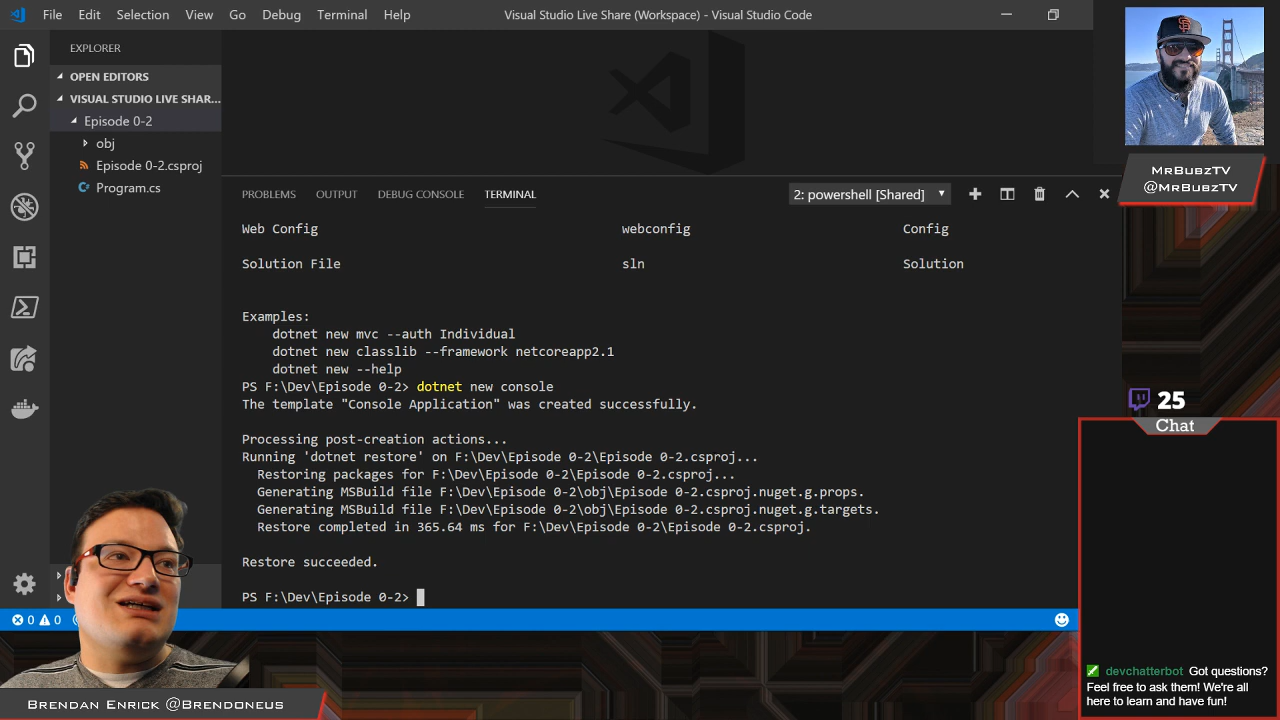 File Edit Selection View Go Debug Terminal Help
Visual Studio Live Share (Workspace) - Visual Studio Code
EXPLORER
OPEN EDITORS
VISUAL STUDIO LIVE SHAR...
Episode 0-2
obj
Episode 0-2.csproj
Program.cs
PROBLEMS OUTPUT DEBUG CONSOLE TERMINAL
2: powershell [Shared]
Web Config webconfig Config
Solution File sln Solution
Examples:
dotnet new mvc --auth Individual
dotnet new classlib --framework netcoreapp2.1
dotnet new --help
PS F:\Dev\Episode 0-2> dotnet new console
The template "Console Application" was created successfully.
Processing post-creation actions...
Running 'dotnet restore' on F:\Dev\Episode 0-2\Episode 0-2.csproj...
Restoring packages for F:\Dev\Episode 0-2\Episode 0-2.csproj...
Generating MSBuild file F:\Dev\Episode 0-2\obj\Episode 0-2.csproj.nuget.g.props.
Generating MSBuild file F:\Dev\Episode 0-2\obj\Episode 0-2.csproj.nuget.g.targets.
Restore completed in 365.64 ms for F:\Dev\Episode 0-2\Episode 0-2.csproj.
Restore succeeded.
PS F:\Dev\Episode 0-2>
0 0
MrBubzTV
@MrBubzTV
25
Chat
devchatterbot Got questions?
Feel free to ask them! We're all
here to learn and have fun!
Brendan Enrick @Brendoneus